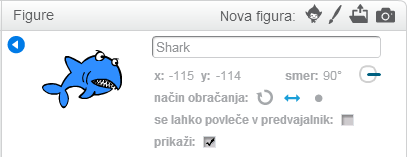 Figure Nova figura:
Shark
x: -115 y: -114 smer: 90°
način obračanja:
se lahko povleče v predvajalnik:
prikaži: